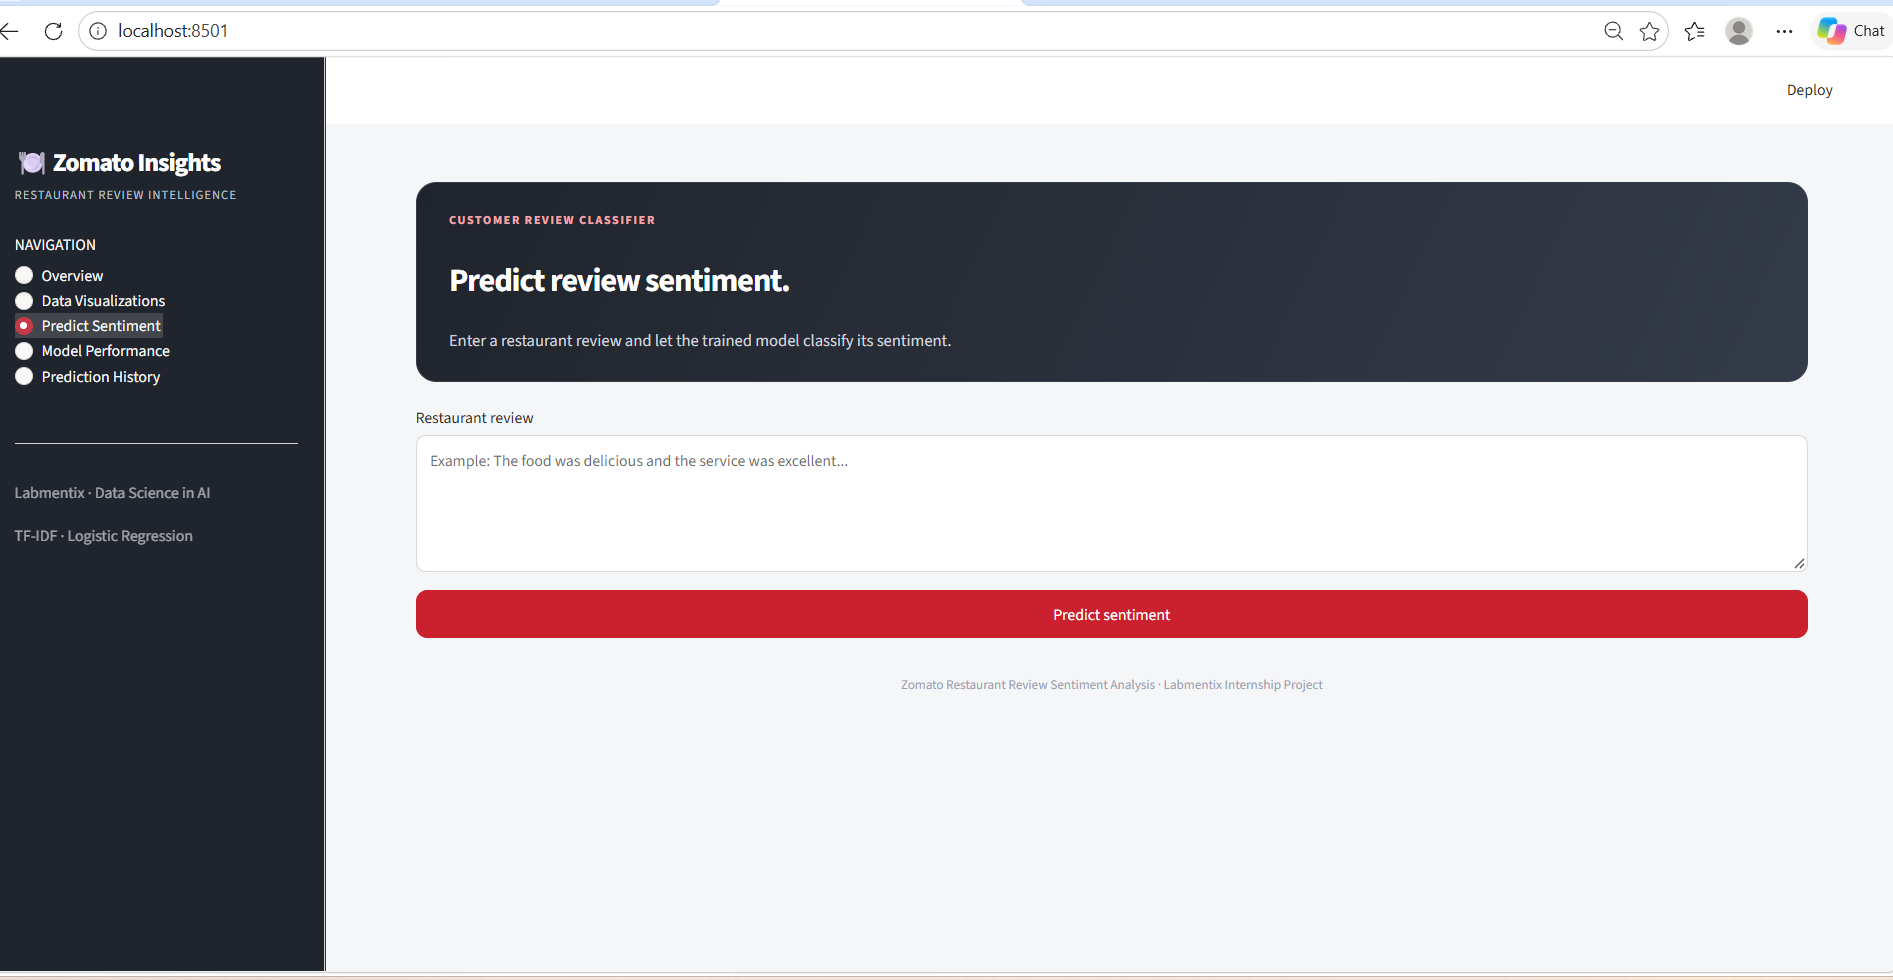 localhost:8501
Chat
Deploy
Zomato Insights
RESTAURANT REVIEW INTELLIGENCE
NAVIGATION
Overview
Data Visualizations
Predict Sentiment
Model Performance
Prediction History
Labmentix · Data Science in AI
TF-IDF · Logistic Regression
CUSTOMER REVIEW CLASSIFIER
Predict review sentiment.
Enter a restaurant review and let the trained model classify its sentiment.
Restaurant review
Example: The food was delicious and the service was excellent...
Predict sentiment
Zomato Restaurant Review Sentiment Analysis · Labmentix Internship Project